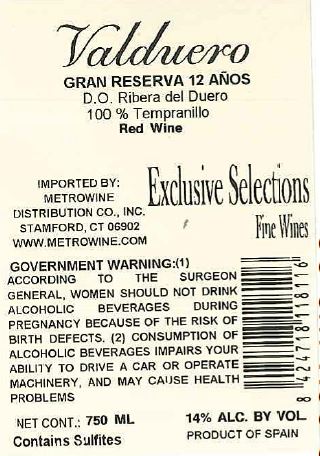 Valduero
GRAN RESERVA 12 AÑOS
D.O. Ribera del Duero
100 % Tempranillo
Red Wine
IMPORTED BY:
METROWINE
DISTRIBUTION CO., INC.
STAMFORD, CT 06902
WWW.METROWINE.COM
Exclusive Selections
Fine Wines
GOVERNMENT WARNING:(1)
ACCORDING TO THE SURGEON
GENERAL, WOMEN SHOULD NOT DRINK
ALCOHOLIC BEVERAGES DURING
PREGNANCY BECAUSE OF THE RISK OF
BIRTH DEFECTS. (2) CONSUMPTION OF
ALCOHOLIC BEVERAGES IMPAIRS YOUR
ABILITY TO DRIVE A CAR OR OPERATE
MACHINERY, AND MAY CAUSE HEALTH
PROBLEMS
8 424718 118116
NET CONT.: 750 ML
Contains Sulfites
14% ALC. BY VOL
PRODUCT OF SPAIN